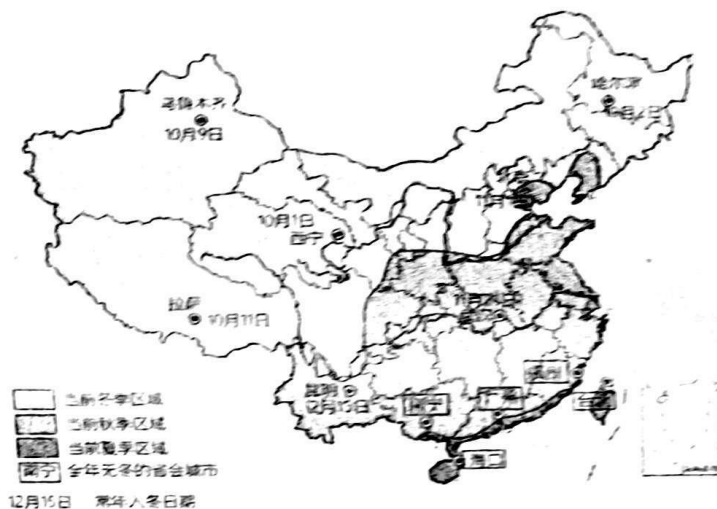 乌鲁木齐
10月9日
哈尔滨
10月1日
西宁
拉萨
10月11日
昆明
12月15日
南宁
广州
福州
台北
海口
当前冬季区域
当前秋季区域
当前夏季区域
南宁 全年无冬的省会城市
12月15日 常年入冬日期